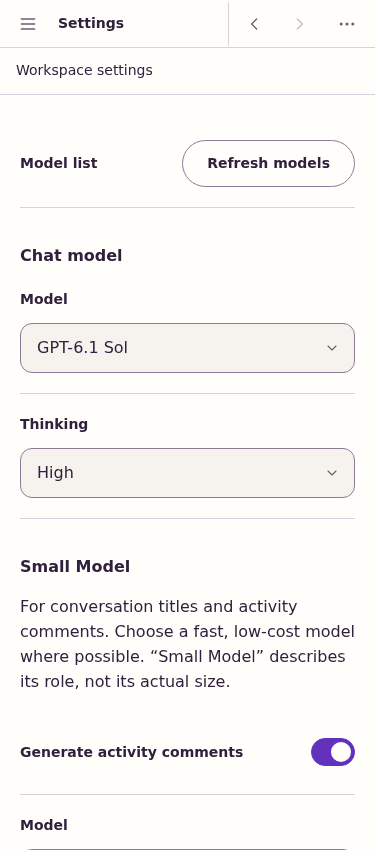 Settings
Workspace settings
Model list
Refresh models
Chat model
Model
GPT-6.1 Sol
Thinking
High
Small Model
For conversation titles and activity
comments. Choose a fast, low-cost model
where possible. “Small Model” describes
its role, not its actual size.
Generate activity comments
Model